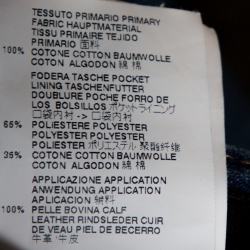 TESSUTO PRIMARIO PRIMARY
FABRIC HAUPTMATERIAL
TISSU PRIMAIRE TEJIDO
PRIMARIO 面料
100% COTONE COTTON BAUMWOLLE
COTON ALGODON 綿 棉
FODERA TASCHE POCKET
LINING TASCHENFUTTER
DOUBLURE POCHE FORRO DE
LOS BOLSILLOS ポケットライニング
口袋内衬 -> 口袋内衬
65% POLIESTERE POLYESTER
POLYESTER POLYESTER
POLIESTER ポリエステル 聚酯纤维
35% COTONE COTTON BAUMWOLLE
COTON ALGODON 綿 棉
APPLICAZIONE APPLICATION
ANWENDUNG APPLICATION
APLICACION 辅料
100% PELLE BOVINA CALF
LEATHER RINDSLEDER CUIR
DE VEAU PIEL DE BECERRO
牛革 牛皮